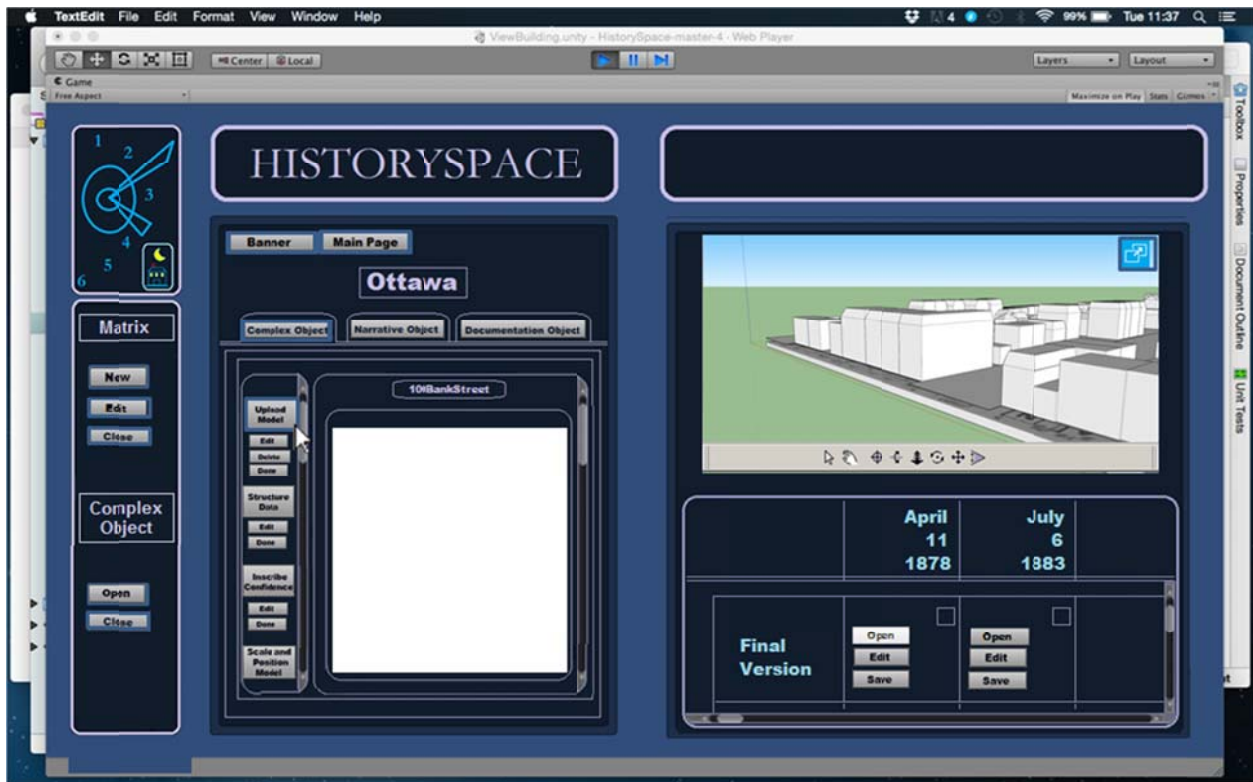 TextEdit File Edit Format View Window Help
4 99% Tue 11:37
ViewBuilding.unity - HistorySpace-master-4 - Web Player
Center Local
Layers Layout
Game
Free Aspect
Maximize on Play Stats Gizmos
Toolbox
Properties
Document Outline
Unit Tests
1
2
3
4
5
6
HISTORYSPACE
Matrix
New
Edit
Close
Complex
Object
Open
Close
Banner Main Page
Ottawa
Complex Object Narrative Object Documentation Object
Upload
Model
Edit
Delete
Done
Structure
Data
Edit
Done
Inscribe
Confidence
Edit
Done
Scale and
Position
Model
April July
11 6
1878 1883
Final
Version
Open
Edit
Save
Open
Edit
Save